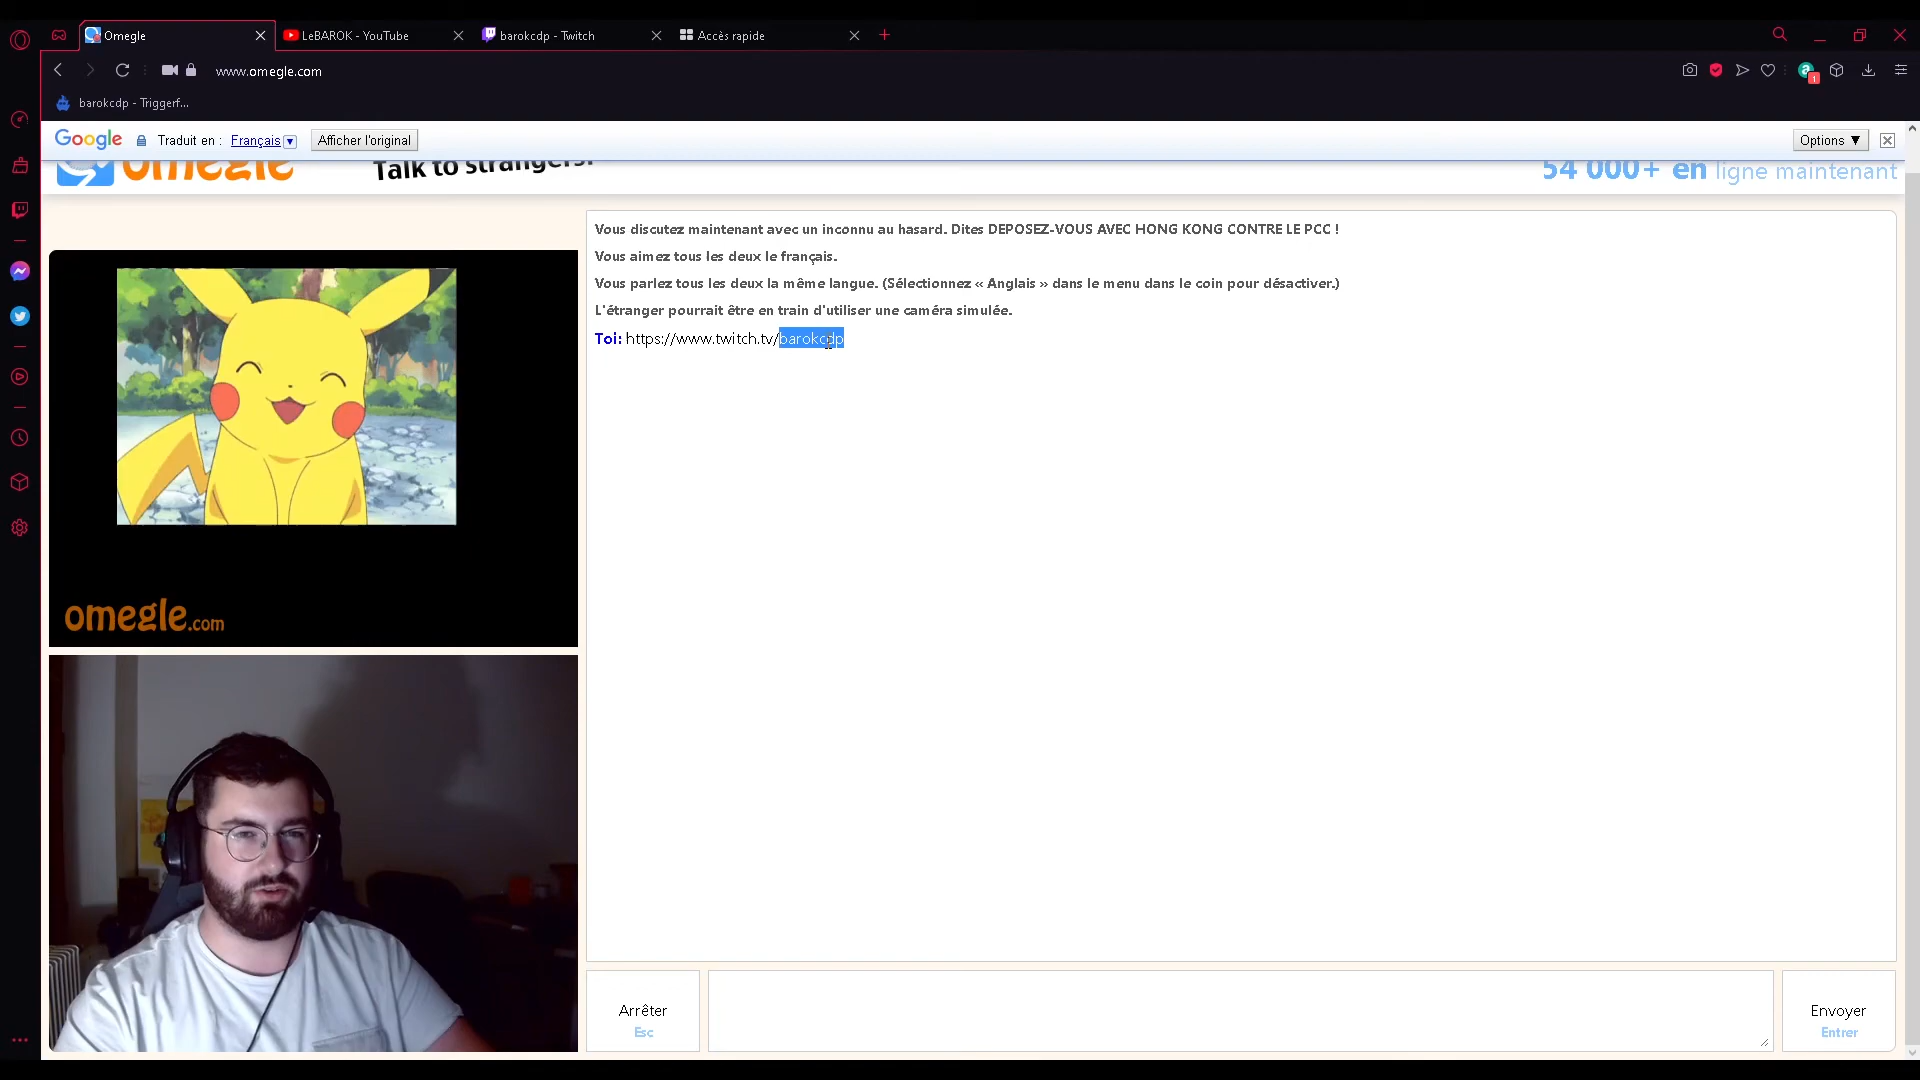 Omegle
LeBAROK - YouTube
barokcdp - Twitch
Accès rapide
www.omegle.com
1
barokcdp - Triggerf...
Google
Traduit en :
Français
Afficher l'original
Options ▼
omegle
Talk to strangers!
54 000+ en ligne maintenant
Vous discutez maintenant avec un inconnu au hasard. Dites DEPOSEZ-VOUS AVEC HONG KONG CONTRE LE PCC !
Vous aimez tous les deux le français.
Vous parlez tous les deux la même langue. (Sélectionnez « Anglais » dans le menu dans le coin pour désactiver.)
L'étranger pourrait être en train d'utiliser une caméra simulée.
Toi: https://www.twitch.tv/barokcdp
omegle.com
Arrêter
Esc
Envoyer
Entrer